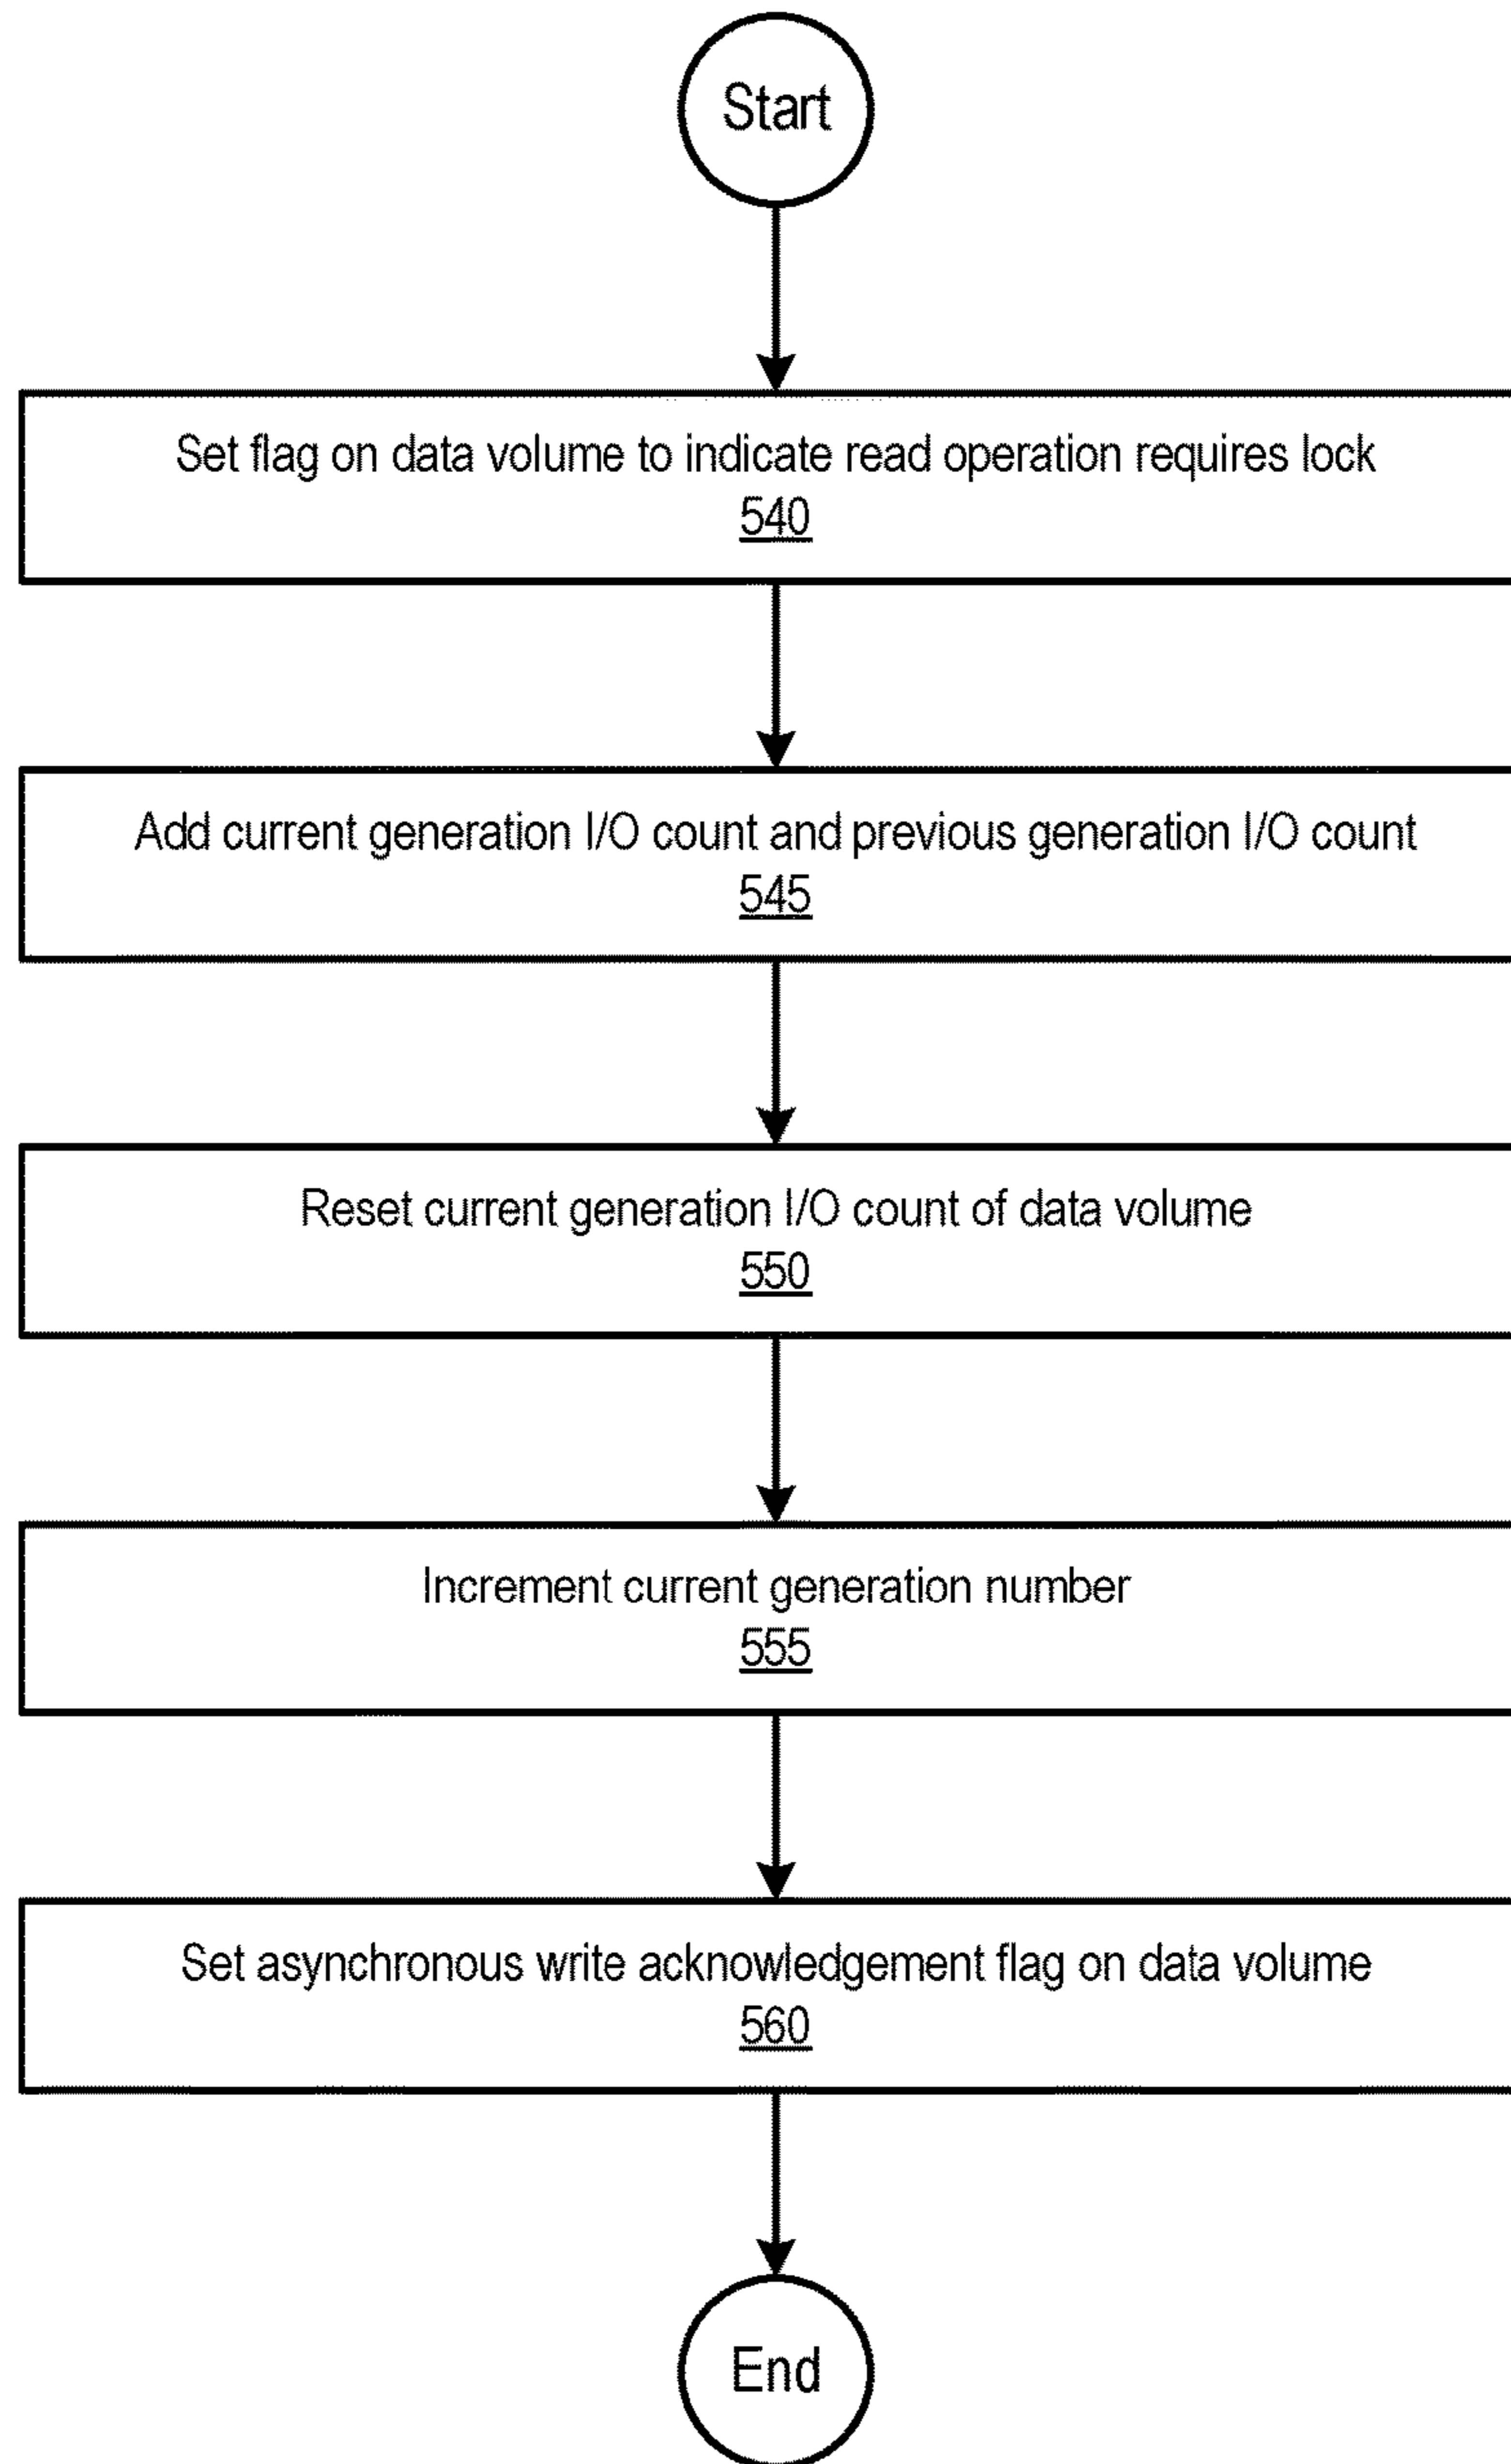 Start
Set flag on data volume to indicate read operation requires lock
540
Add current generation I/O count and previous generation I/O count
545
Reset current generation I/O count of data volume
550
Increment current generation number
555
Set asynchronous write acknowledgement flag on data volume
560
End